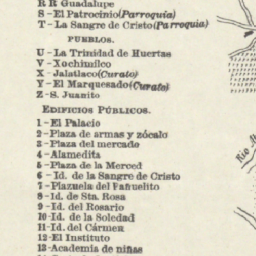 R R Guadalupe
S - El Patrocinio (Parroquia)
T - La Sangre de Cristo (Parroquia)
PUEBLOS.
U - La Trinidad de Huertas
V - Xochimilco
X - Jalatlaco (Curato)
Y - El Marquesado (Curato)
Z - S. Juanito
EDIFICIOS PÚBLICOS.
1 - El Palacio
2 - Plaza de armas y zócalo
3 - Plaza del mercado
4 - Alamedita
5 - Plaza de la Merced
6 - Id. de la Sangre de Cristo
7 - Plazuela del Pañuelito
8 - Id. de Sta. Rosa
9 - Id. del Rosario
10 - Id. de la Soledad
11 - Id. del Cármen
12 - El Instituto
13 - Academia de niñas
Rio